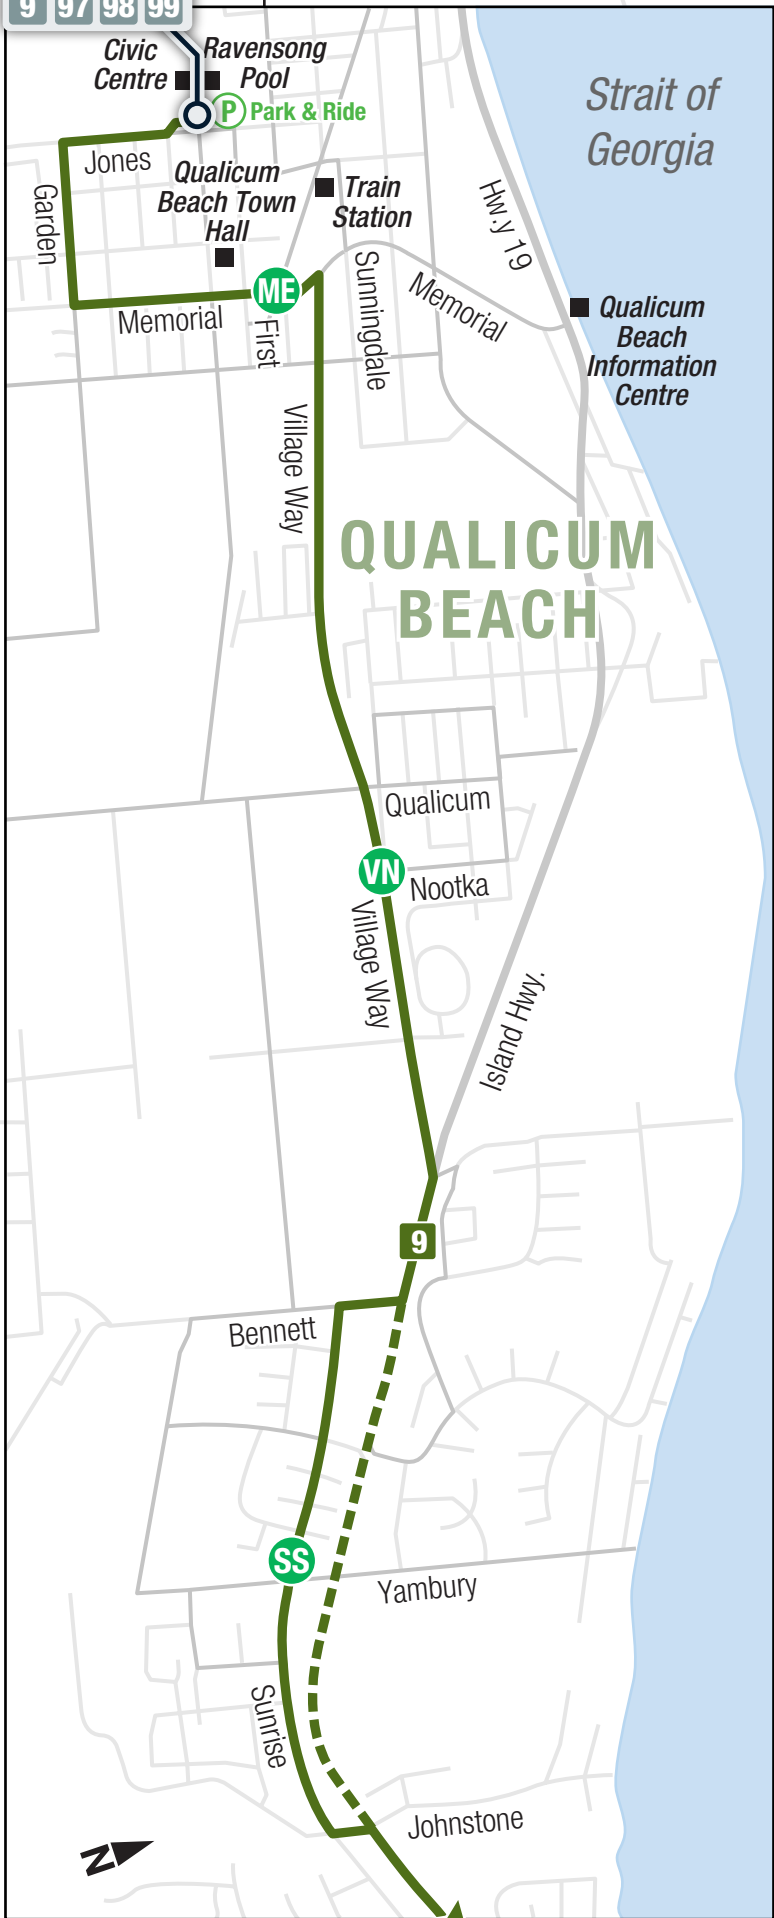 9 97 98 99
Civic
Centre
Ravensong
Pool
P Park & Ride
Strait of
Georgia
Jones
Garden
Qualicum
Beach Town
Hall
Train
Station
Hw.y 19
ME
Memorial
First
Sunningdale
Memorial
Qualicum
Beach
Information
Centre
Village Way
QUALICUM
BEACH
Qualicum
VN
Nootka
Village Way
Island Hwy.
9
Bennett
SS
Yambury
Sunrise
Johnstone
N